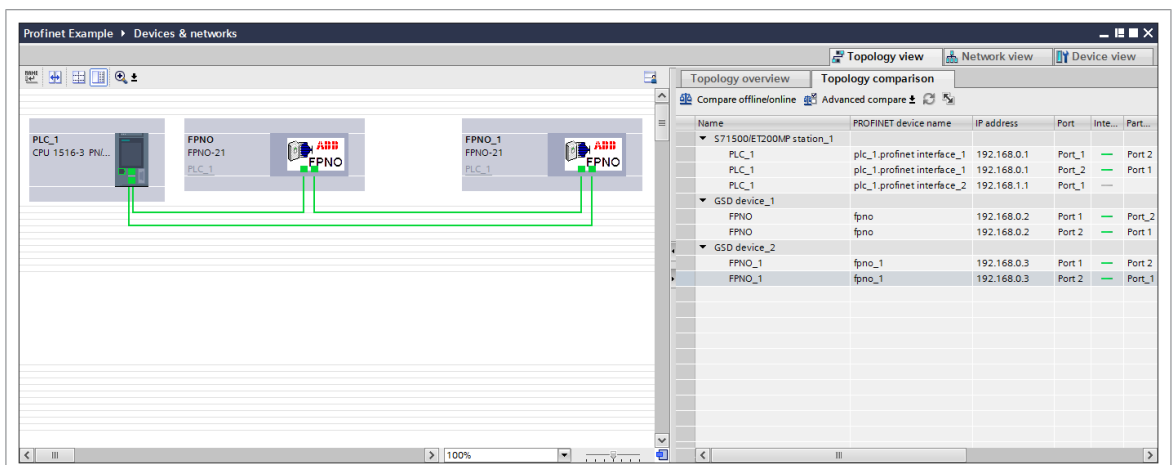 Profinet Example ▸ Devices & networks
Topology view Network view Device view
Topology overview Topology comparison
Compare offline/online Advanced compare
Name PROFINET device name IP address Port Inte... Part...
S71500/ET200MP station_1
PLC_1 plc_1.profinet interface_1 192.168.0.1 Port_1 Port 2
PLC_1 plc_1.profinet interface_1 192.168.0.1 Port_2 Port 1
PLC_1 plc_1.profinet interface_2 192.168.1.1 Port_1
GSD device_1
FPNO fpno 192.168.0.2 Port 1 Port_2
FPNO fpno 192.168.0.2 Port 2 Port 1
GSD device_2
FPNO_1 fpno_1 192.168.0.3 Port 1 Port 2
FPNO_1 fpno_1 192.168.0.3 Port 2 Port_1
PLC_1
CPU 1516-3 PN/...
FPNO
FPNO-21
PLC_1
ABB
FPNO
FPNO_1
FPNO-21
PLC_1
ABB
FPNO
100%